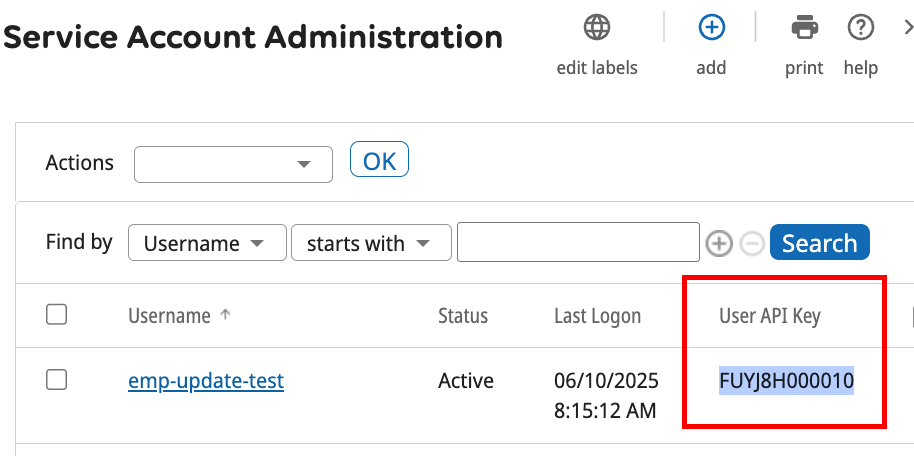 Service Account Administration
edit labels
add
print
help
Actions
OK
Find by
Username
starts with
Search
Username
Status
Last Logon
User API Key
emp-update-test
Active
06/10/2025
8:15:12 AM
FUYJ8H000010